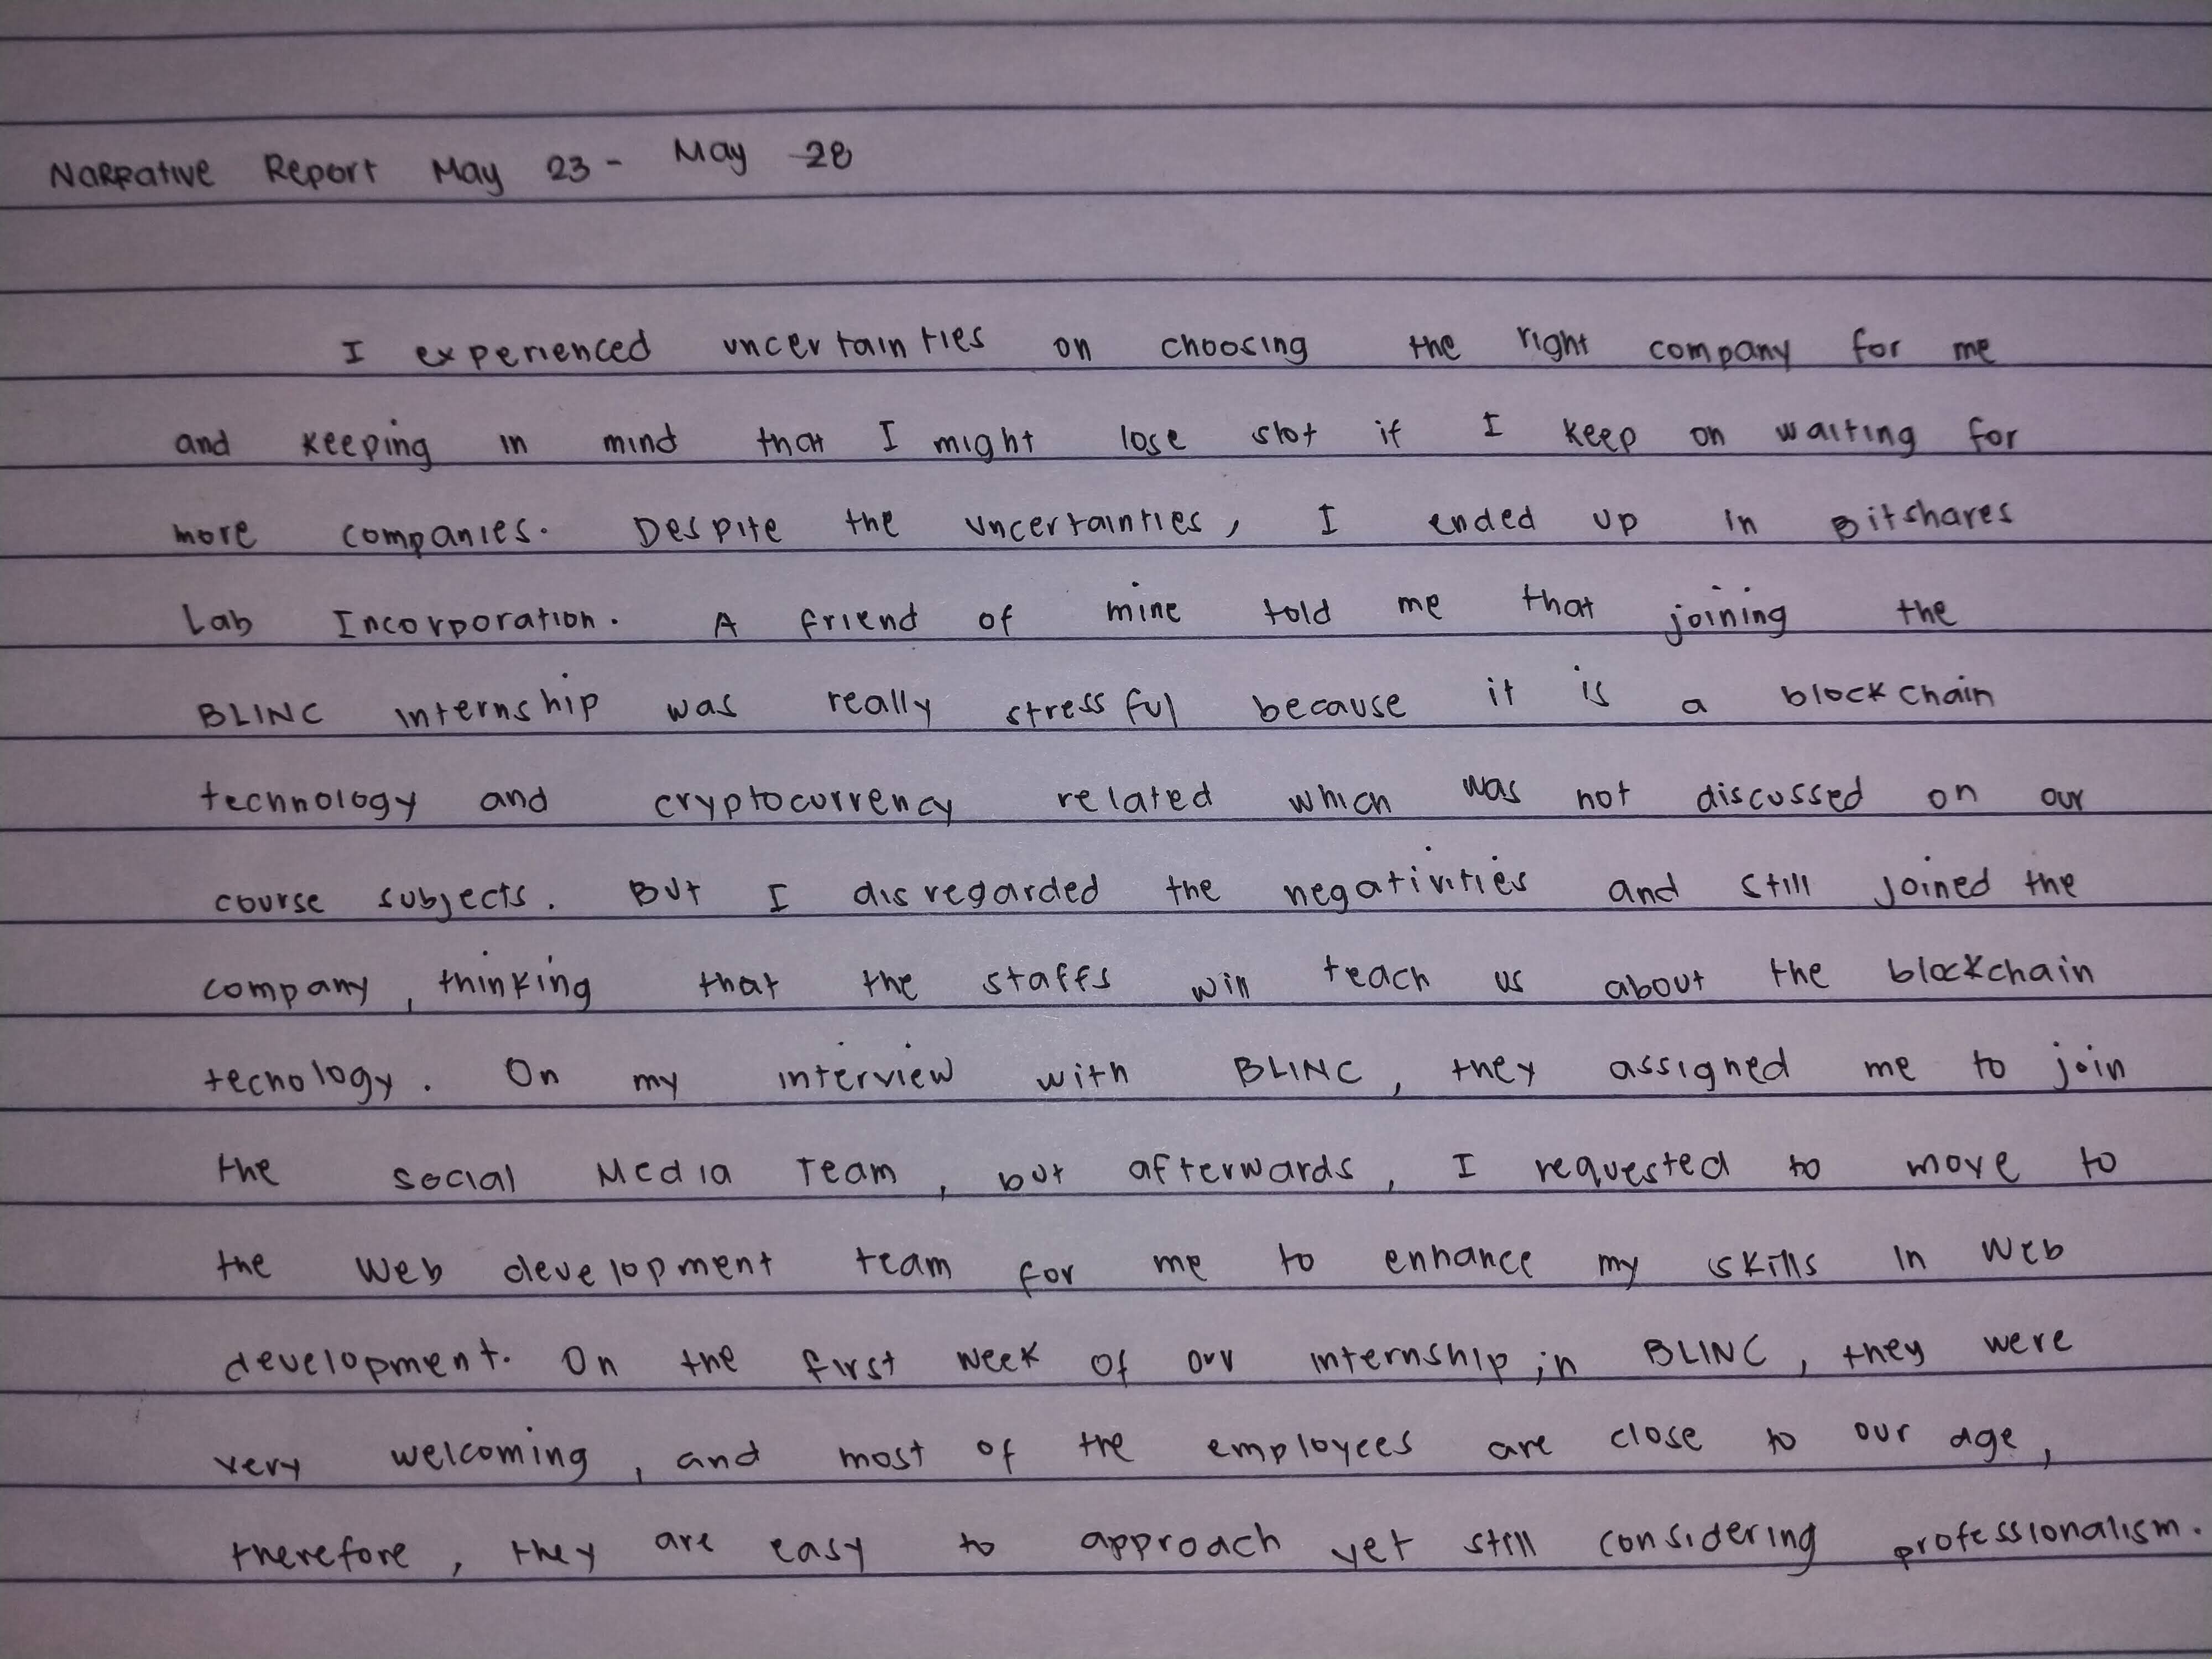 Narrative Report May 23 - May 28
I experienced uncertainties on choosing the right company for me
and keeping in mind that I might lose slot if I keep on waiting for
more companies. Despite the uncertainties, I ended up in Bitshares
Lab Incorporation. A friend of mine told me that joining the
BLINC internship was really stressful because it is a blockchain
technology and cryptocurrency related which was not discussed on our
course subjects. But I disregarded the negativities and still joined the
company, thinking that the staffs will teach us about the blockchain
tecnology. On my interview with BLINC, they assigned me to join
the social Media Team, but afterwards, I requested to move to
the web development team for me to enhance my skills in web
development. On the first week of our internship in BLINC, they were
very welcoming, and most of the employees are close to our age,
therefore, they are easy to approach yet still considering professionalism.